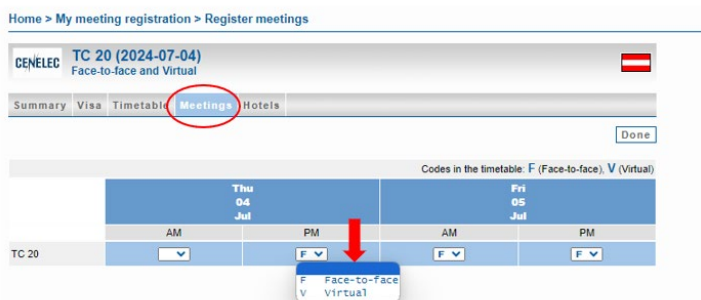 Home > My meeting registration > Register meetings
CENELEC
TC 20 (2024-07-04)
Face-to-face and Virtual
Summary Visa Timetable Meetings Hotels
Done
Codes in the timetable: F (Face-to-face), V (Virtual)
Thu Fri
04 05
Jul Jul
AM PM AM PM
TC 20 F F F
F Face-to-face
V Virtual